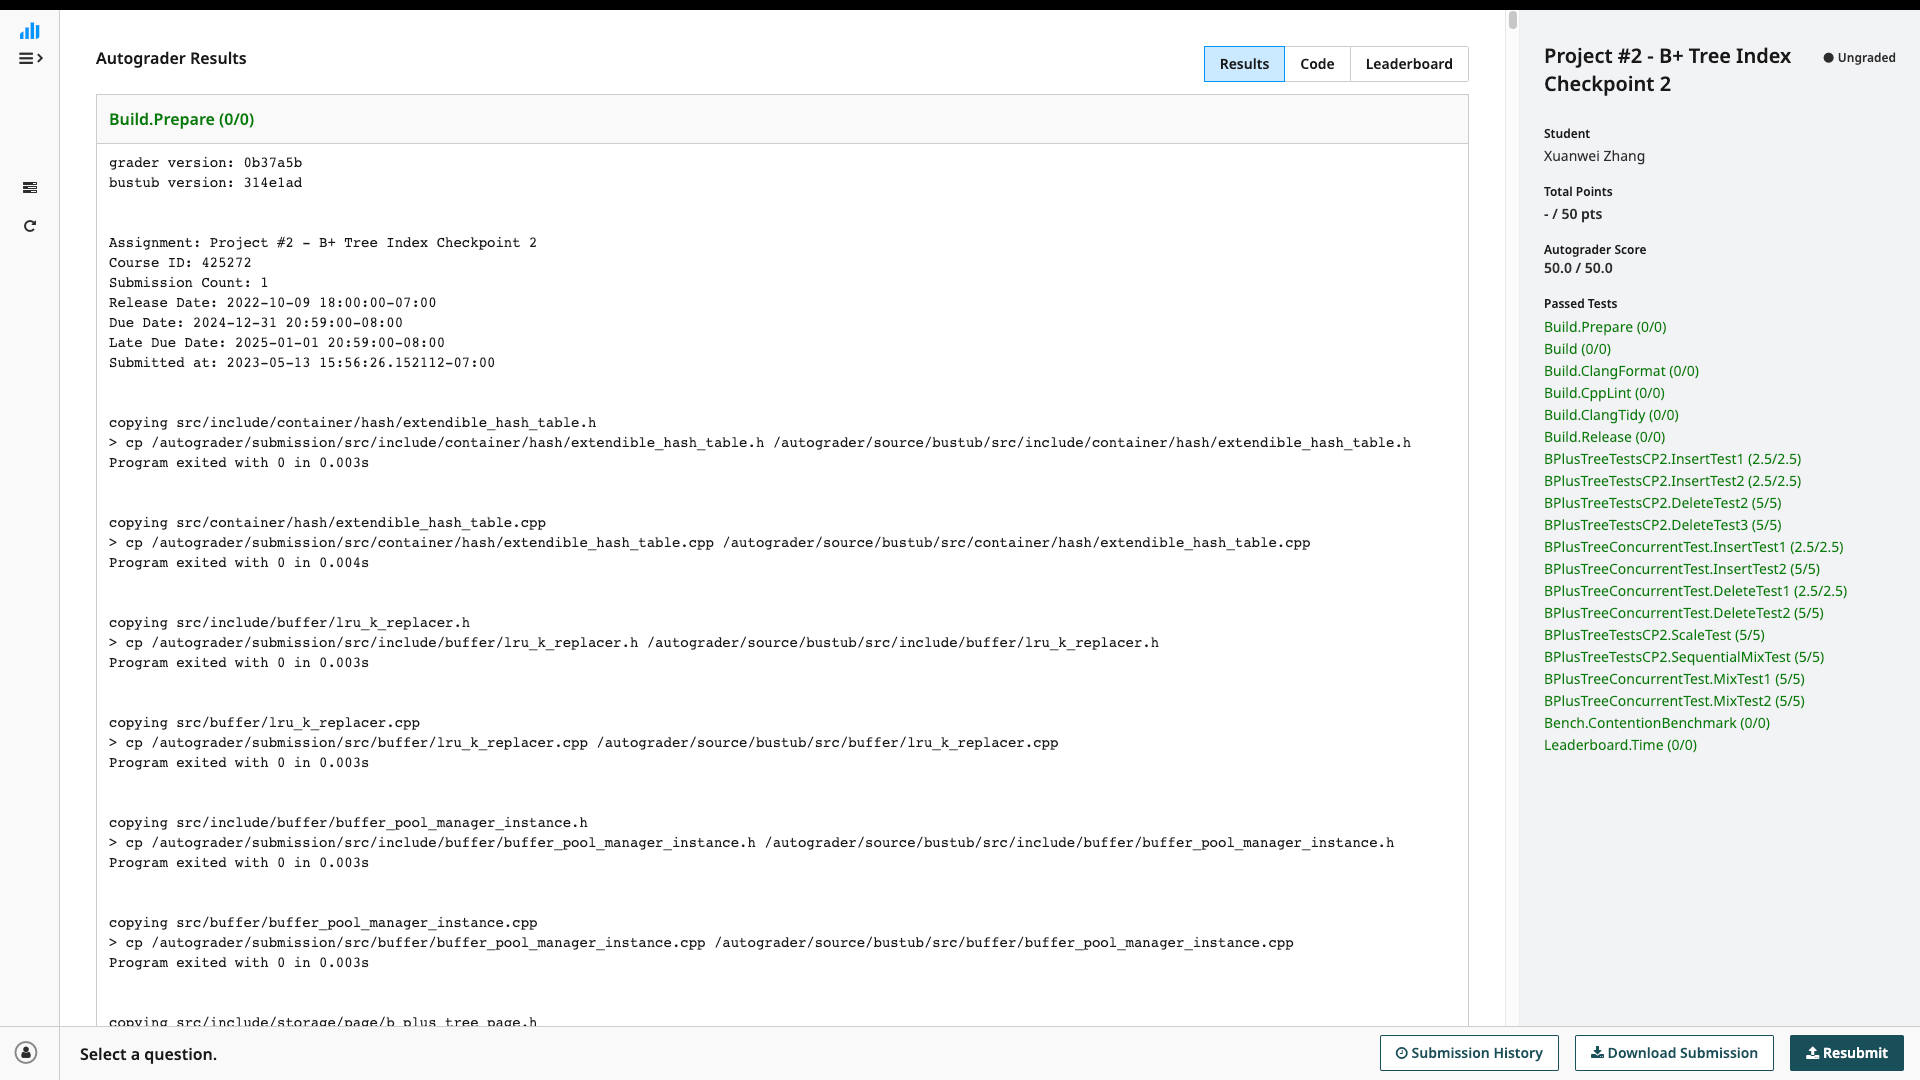 Autograder Results
Results
Code
Leaderboard
Build.Prepare (0/0)
grader version: 0b37a5b
bustub version: 314e1ad
Assignment: Project #2 - B+ Tree Index Checkpoint 2
Course ID: 425272
Submission Count: 1
Release Date: 2022-10-09 18:00:00-07:00
Due Date: 2024-12-31 20:59:00-08:00
Late Due Date: 2025-01-01 20:59:00-08:00
Submitted at: 2023-05-13 15:56:26.152112-07:00
copying src/include/container/hash/extendible_hash_table.h
> cp /autograder/submission/src/include/container/hash/extendible_hash_table.h /autograder/source/bustub/src/include/container/hash/extendible_hash_table.h
Program exited with 0 in 0.003s
copying src/container/hash/extendible_hash_table.cpp
> cp /autograder/submission/src/container/hash/extendible_hash_table.cpp /autograder/source/bustub/src/container/hash/extendible_hash_table.cpp
Program exited with 0 in 0.004s
copying src/include/buffer/lru_k_replacer.h
> cp /autograder/submission/src/include/buffer/lru_k_replacer.h /autograder/source/bustub/src/include/buffer/lru_k_replacer.h
Program exited with 0 in 0.003s
copying src/buffer/lru_k_replacer.cpp
> cp /autograder/submission/src/buffer/lru_k_replacer.cpp /autograder/source/bustub/src/buffer/lru_k_replacer.cpp
Program exited with 0 in 0.003s
copying src/include/buffer/buffer_pool_manager_instance.h
> cp /autograder/submission/src/include/buffer/buffer_pool_manager_instance.h /autograder/source/bustub/src/include/buffer/buffer_pool_manager_instance.h
Program exited with 0 in 0.003s
copying src/buffer/buffer_pool_manager_instance.cpp
> cp /autograder/submission/src/buffer/buffer_pool_manager_instance.cpp /autograder/source/bustub/src/buffer/buffer_pool_manager_instance.cpp
Program exited with 0 in 0.003s
copying src/include/storage/page/b_plus_tree_page.h
Project #2 - B+ Tree Index
Checkpoint 2
Ungraded
Student
Xuanwei Zhang
Total Points
- / 50 pts
Autograder Score
50.0 / 50.0
Passed Tests
Build.Prepare (0/0)
Build (0/0)
Build.ClangFormat (0/0)
Build.CppLint (0/0)
Build.ClangTidy (0/0)
Build.Release (0/0)
BPlusTreeTestsCP2.InsertTest1 (2.5/2.5)
BPlusTreeTestsCP2.InsertTest2 (2.5/2.5)
BPlusTreeTestsCP2.DeleteTest2 (5/5)
BPlusTreeTestsCP2.DeleteTest3 (5/5)
BPlusTreeConcurrentTest.InsertTest1 (2.5/2.5)
BPlusTreeConcurrentTest.InsertTest2 (5/5)
BPlusTreeConcurrentTest.DeleteTest1 (2.5/2.5)
BPlusTreeConcurrentTest.DeleteTest2 (5/5)
BPlusTreeTestsCP2.ScaleTest (5/5)
BPlusTreeTestsCP2.SequentialMixTest (5/5)
BPlusTreeConcurrentTest.MixTest1 (5/5)
BPlusTreeConcurrentTest.MixTest2 (5/5)
Bench.ContentionBenchmark (0/0)
Leaderboard.Time (0/0)
Select a question.
Submission History
Download Submission
Resubmit